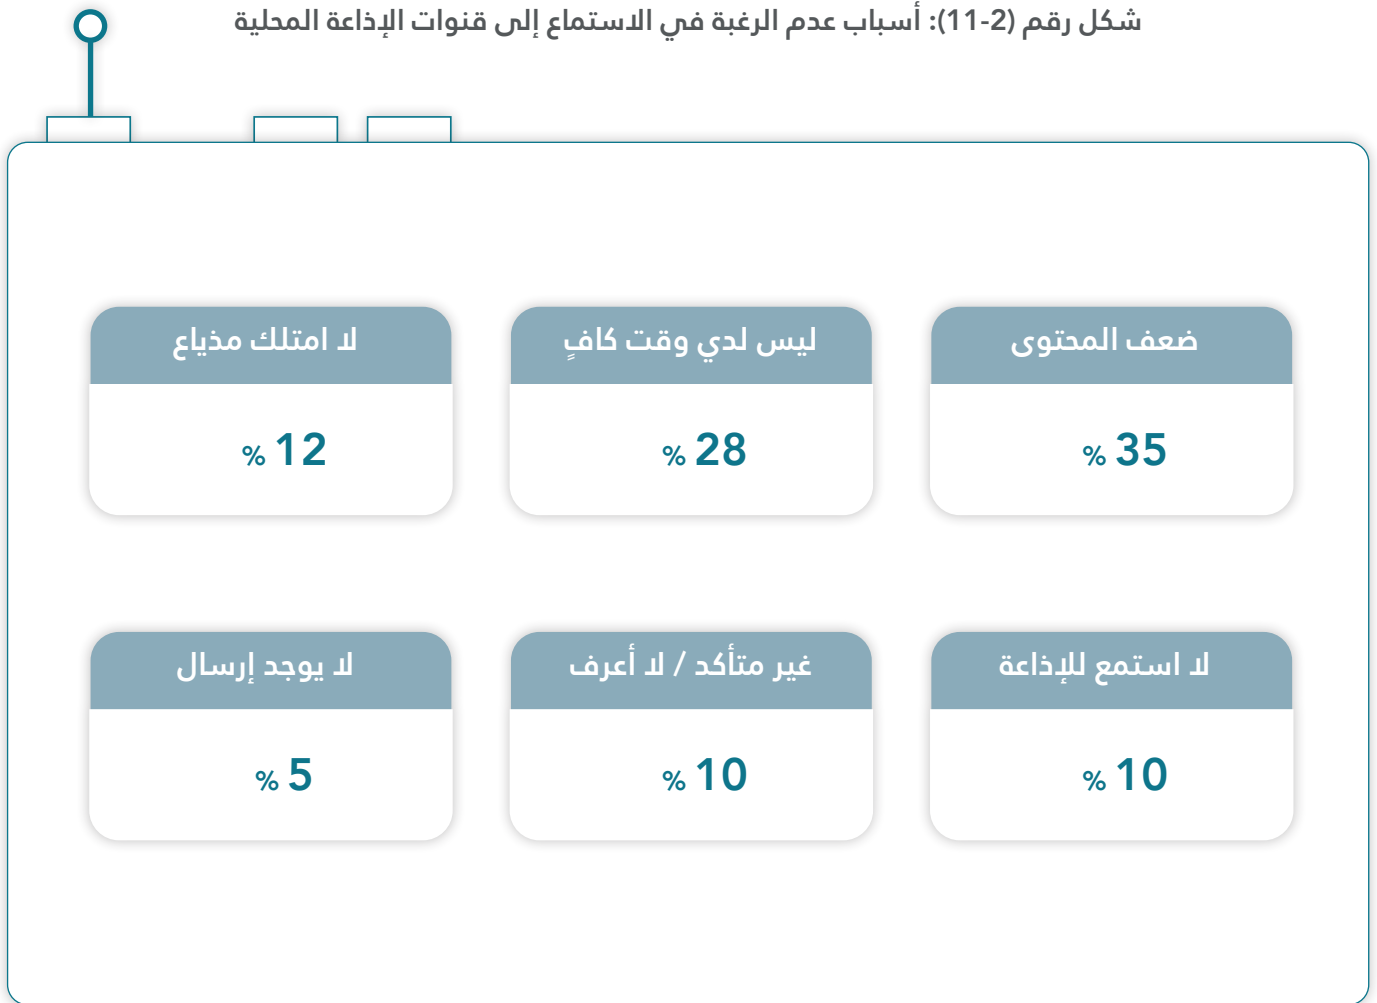 شكل رقم (2-11): أسباب عدم الرغبة في الاستماع إلى قنوات الإذاعة المحلية
ضعف المحتوى
35 %
ليس لدي وقت كافٍ
28 %
لا امتلك مذياع
12 %
لا استمع للإذاعة
10 %
غير متأكد / لا أعرف
10 %
لا يوجد إرسال
5 %